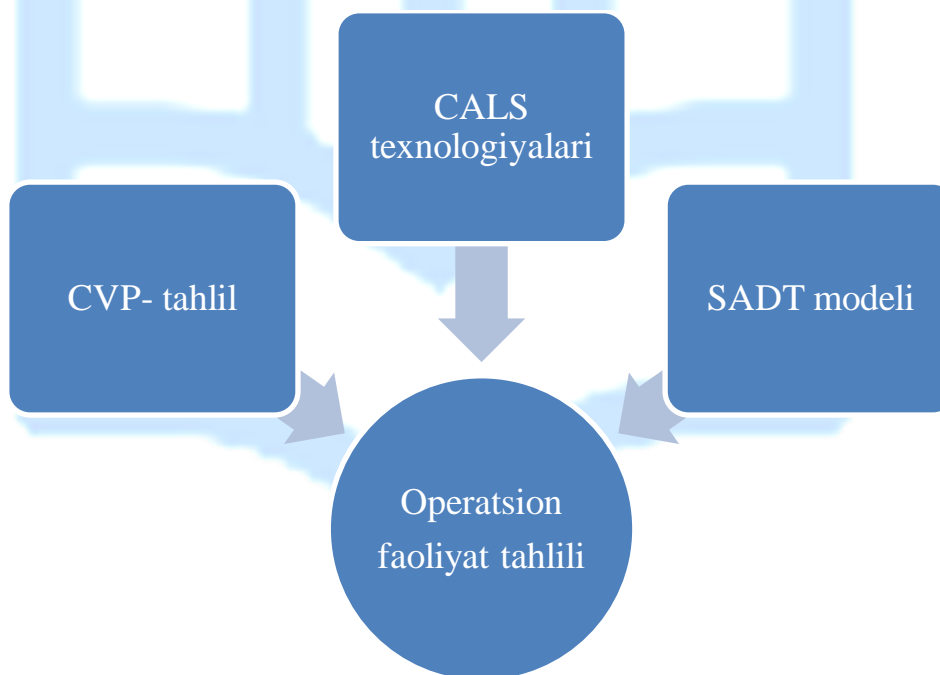 CALS
texnologiyalari
CVP- tahlil
SADT modeli
Operatsion
faoliyat tahlili